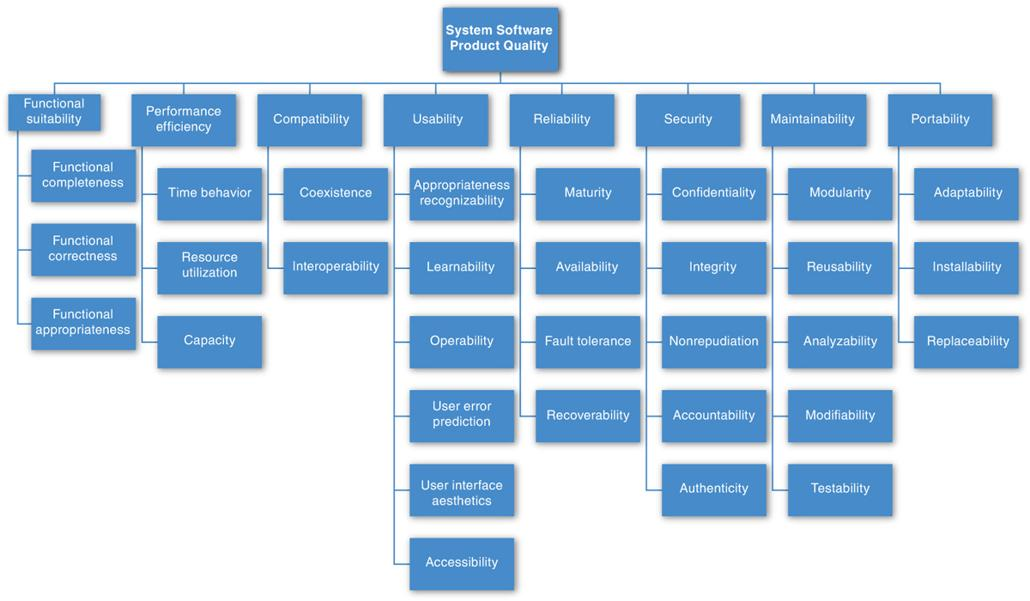 System Software
Product Quality
Functional
suitability
Performance
efficiency
Compatibility
Usability
Reliability
Security
Maintainability
Portability
Functional
completeness
Functional
correctness
Functional
appropriateness
Time behavior
Resource
utilization
Capacity
Coexistence
Interoperability
Appropriateness
recognizability
Learnability
Operability
User error
prediction
User interface
aesthetics
Accessibility
Maturity
Availability
Fault tolerance
Recoverability
Confidentiality
Integrity
Nonrepudiation
Accountability
Authenticity
Modularity
Reusability
Analyzability
Modifiability
Testability
Adaptability
Installability
Replaceability